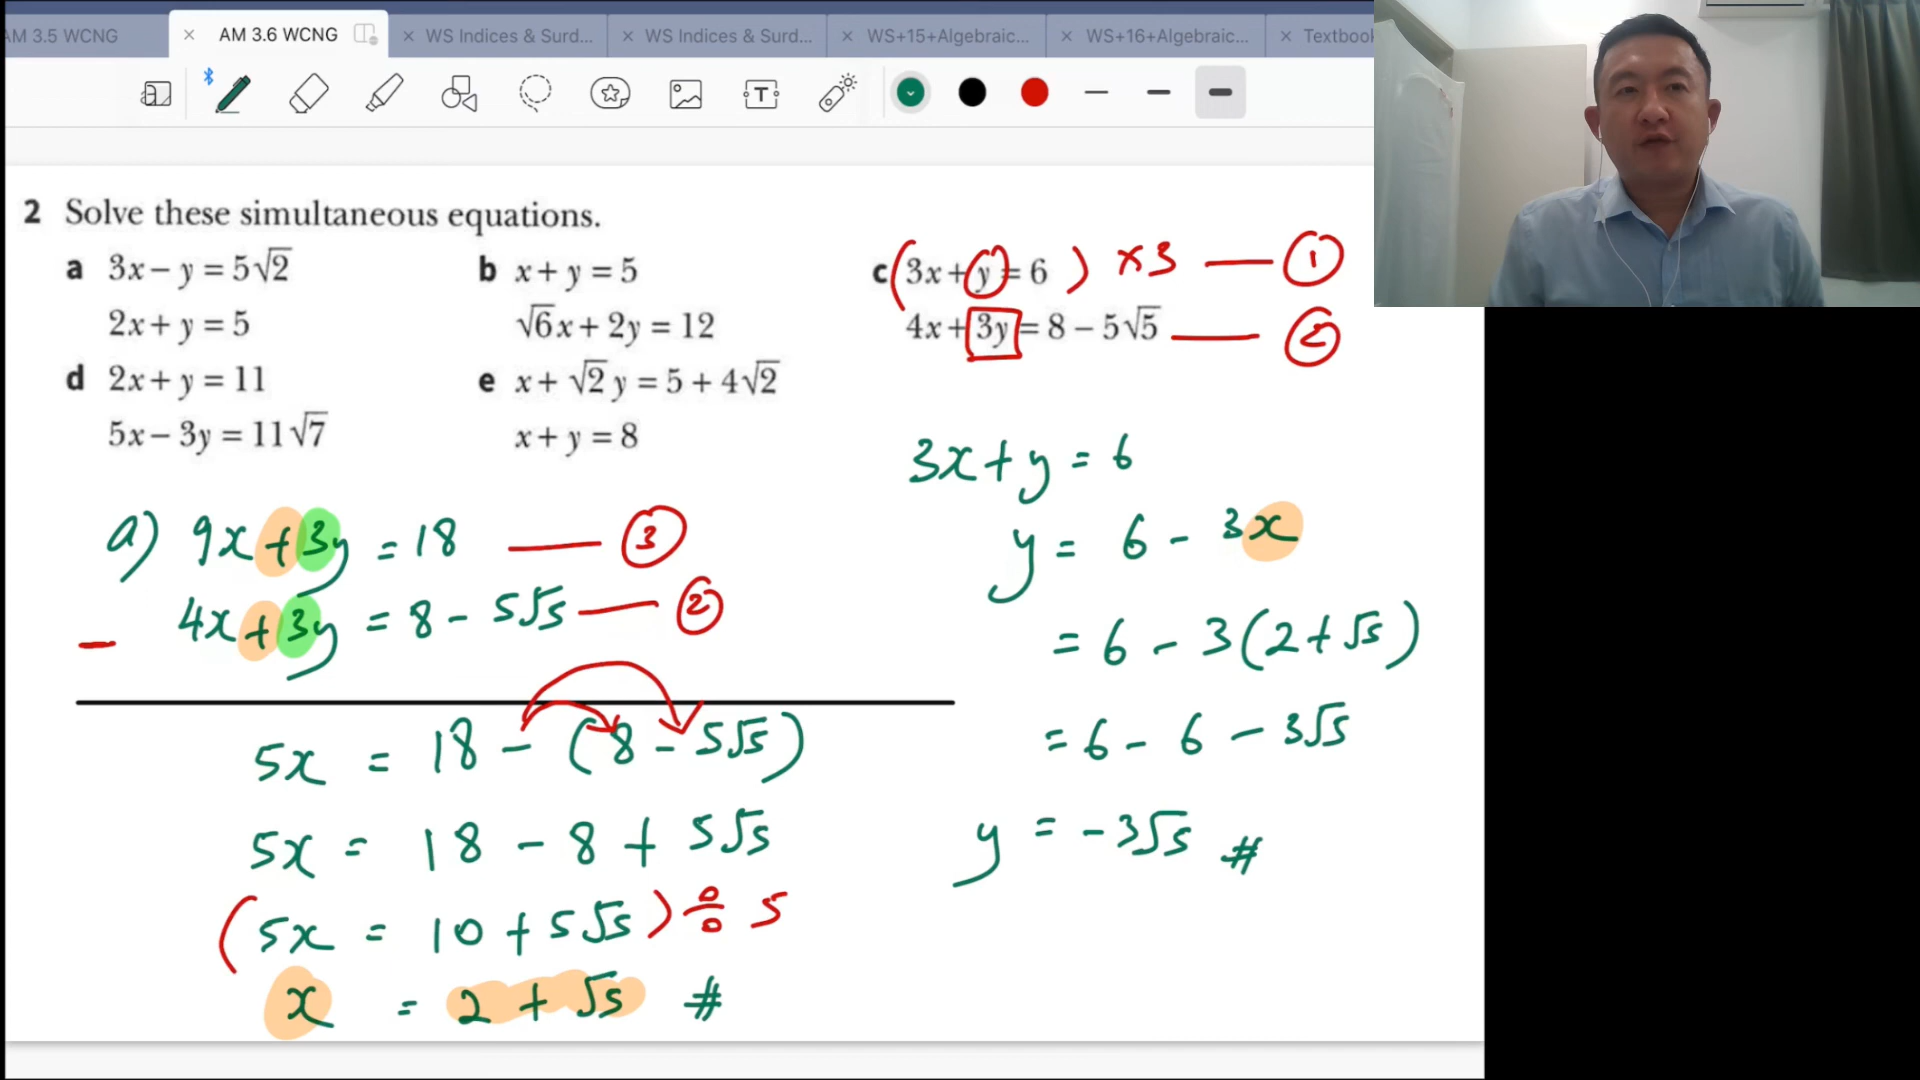 AM 3.5 WCNG
AM 3.6 WCNG
WS Indices & Surd...
WS Indices & Surd...
WS+15+Algebraic...
WS+16+Algebraic...
Textbook
T
2 Solve these simultaneous equations.
a 3x − y = 5√2
2x + y = 5
b x + y = 5
√6x + 2y = 12
c (3x + y = 6) ×3 — ①
4x + 3y = 8 − 5√5 — ②
d 2x + y = 11
5x − 3y = 11√7
e x + √2 y = 5 + 4√2
x + y = 8
a) 9x + 3y = 18 — ③
− 4x + 3y = 8 − 5√5 — ②
5x = 18 − (8 − 5√5)
5x = 18 − 8 + 5√5
(5x = 10 + 5√5) ÷ 5
x = 2 + √5 #
3x + y = 6
y = 6 − 3x
= 6 − 3(2 + √5)
= 6 − 6 − 3√5
y = −3√5 #